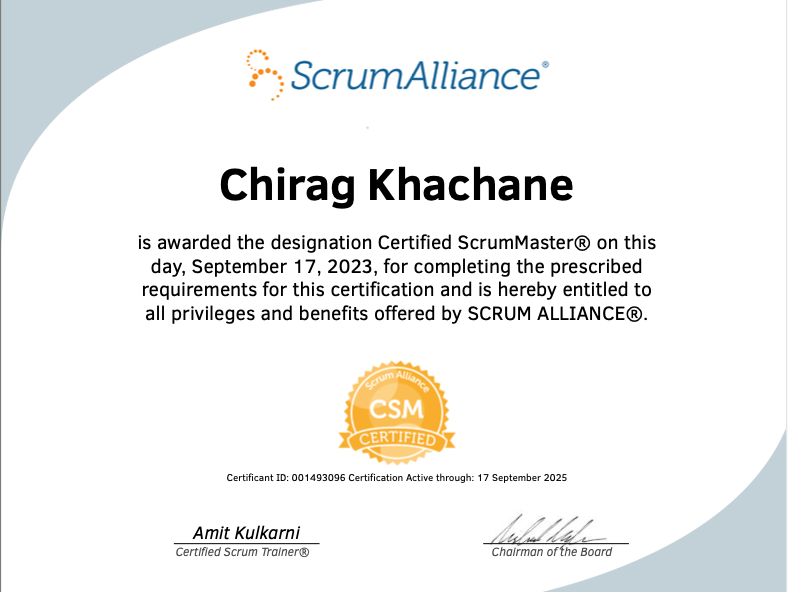 ScrumAlliance®
Chirag Khachane
is awarded the designation Certified ScrumMaster® on this
day, September 17, 2023, for completing the prescribed
requirements for this certification and is hereby entitled to
all privileges and benefits offered by SCRUM ALLIANCE®.
Scrum Alliance
CSM
CERTIFIED
Certificant ID: 001493096 Certification Active through: 17 September 2025
Amit Kulkarni
Certified Scrum Trainer®
Chairman of the Board